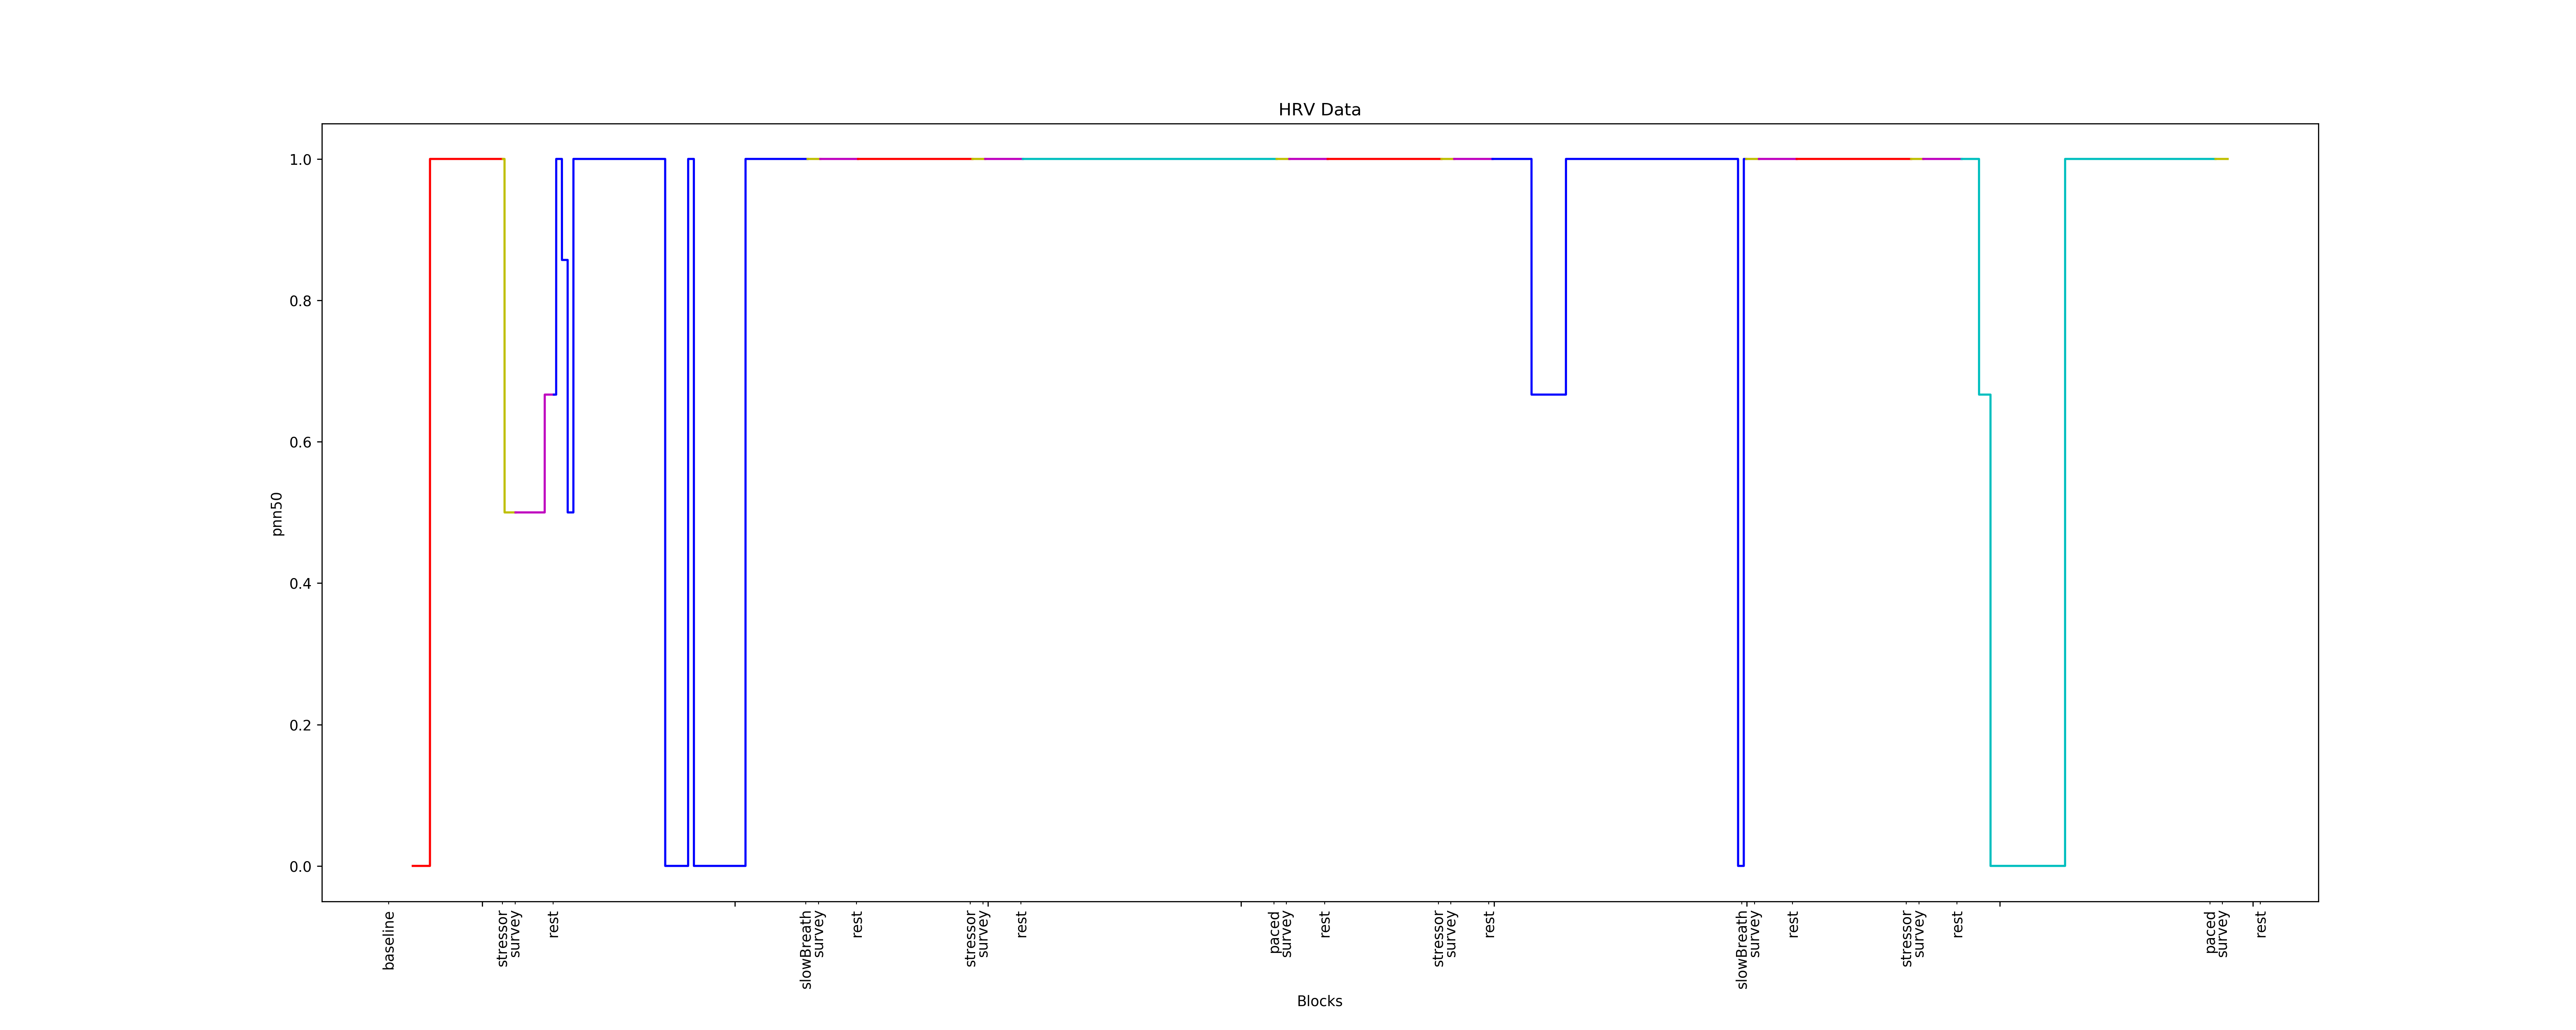 HRV Data
1.0
0.8
0.6
0.4
0.2
0.0
pnn50
baseline
stressor
survey
rest
slowBreath
survey
rest
stressor
survey
rest
paced
survey
rest
stressor
survey
rest
slowBreath
survey
rest
stressor
survey
rest
paced
survey
rest
Blocks